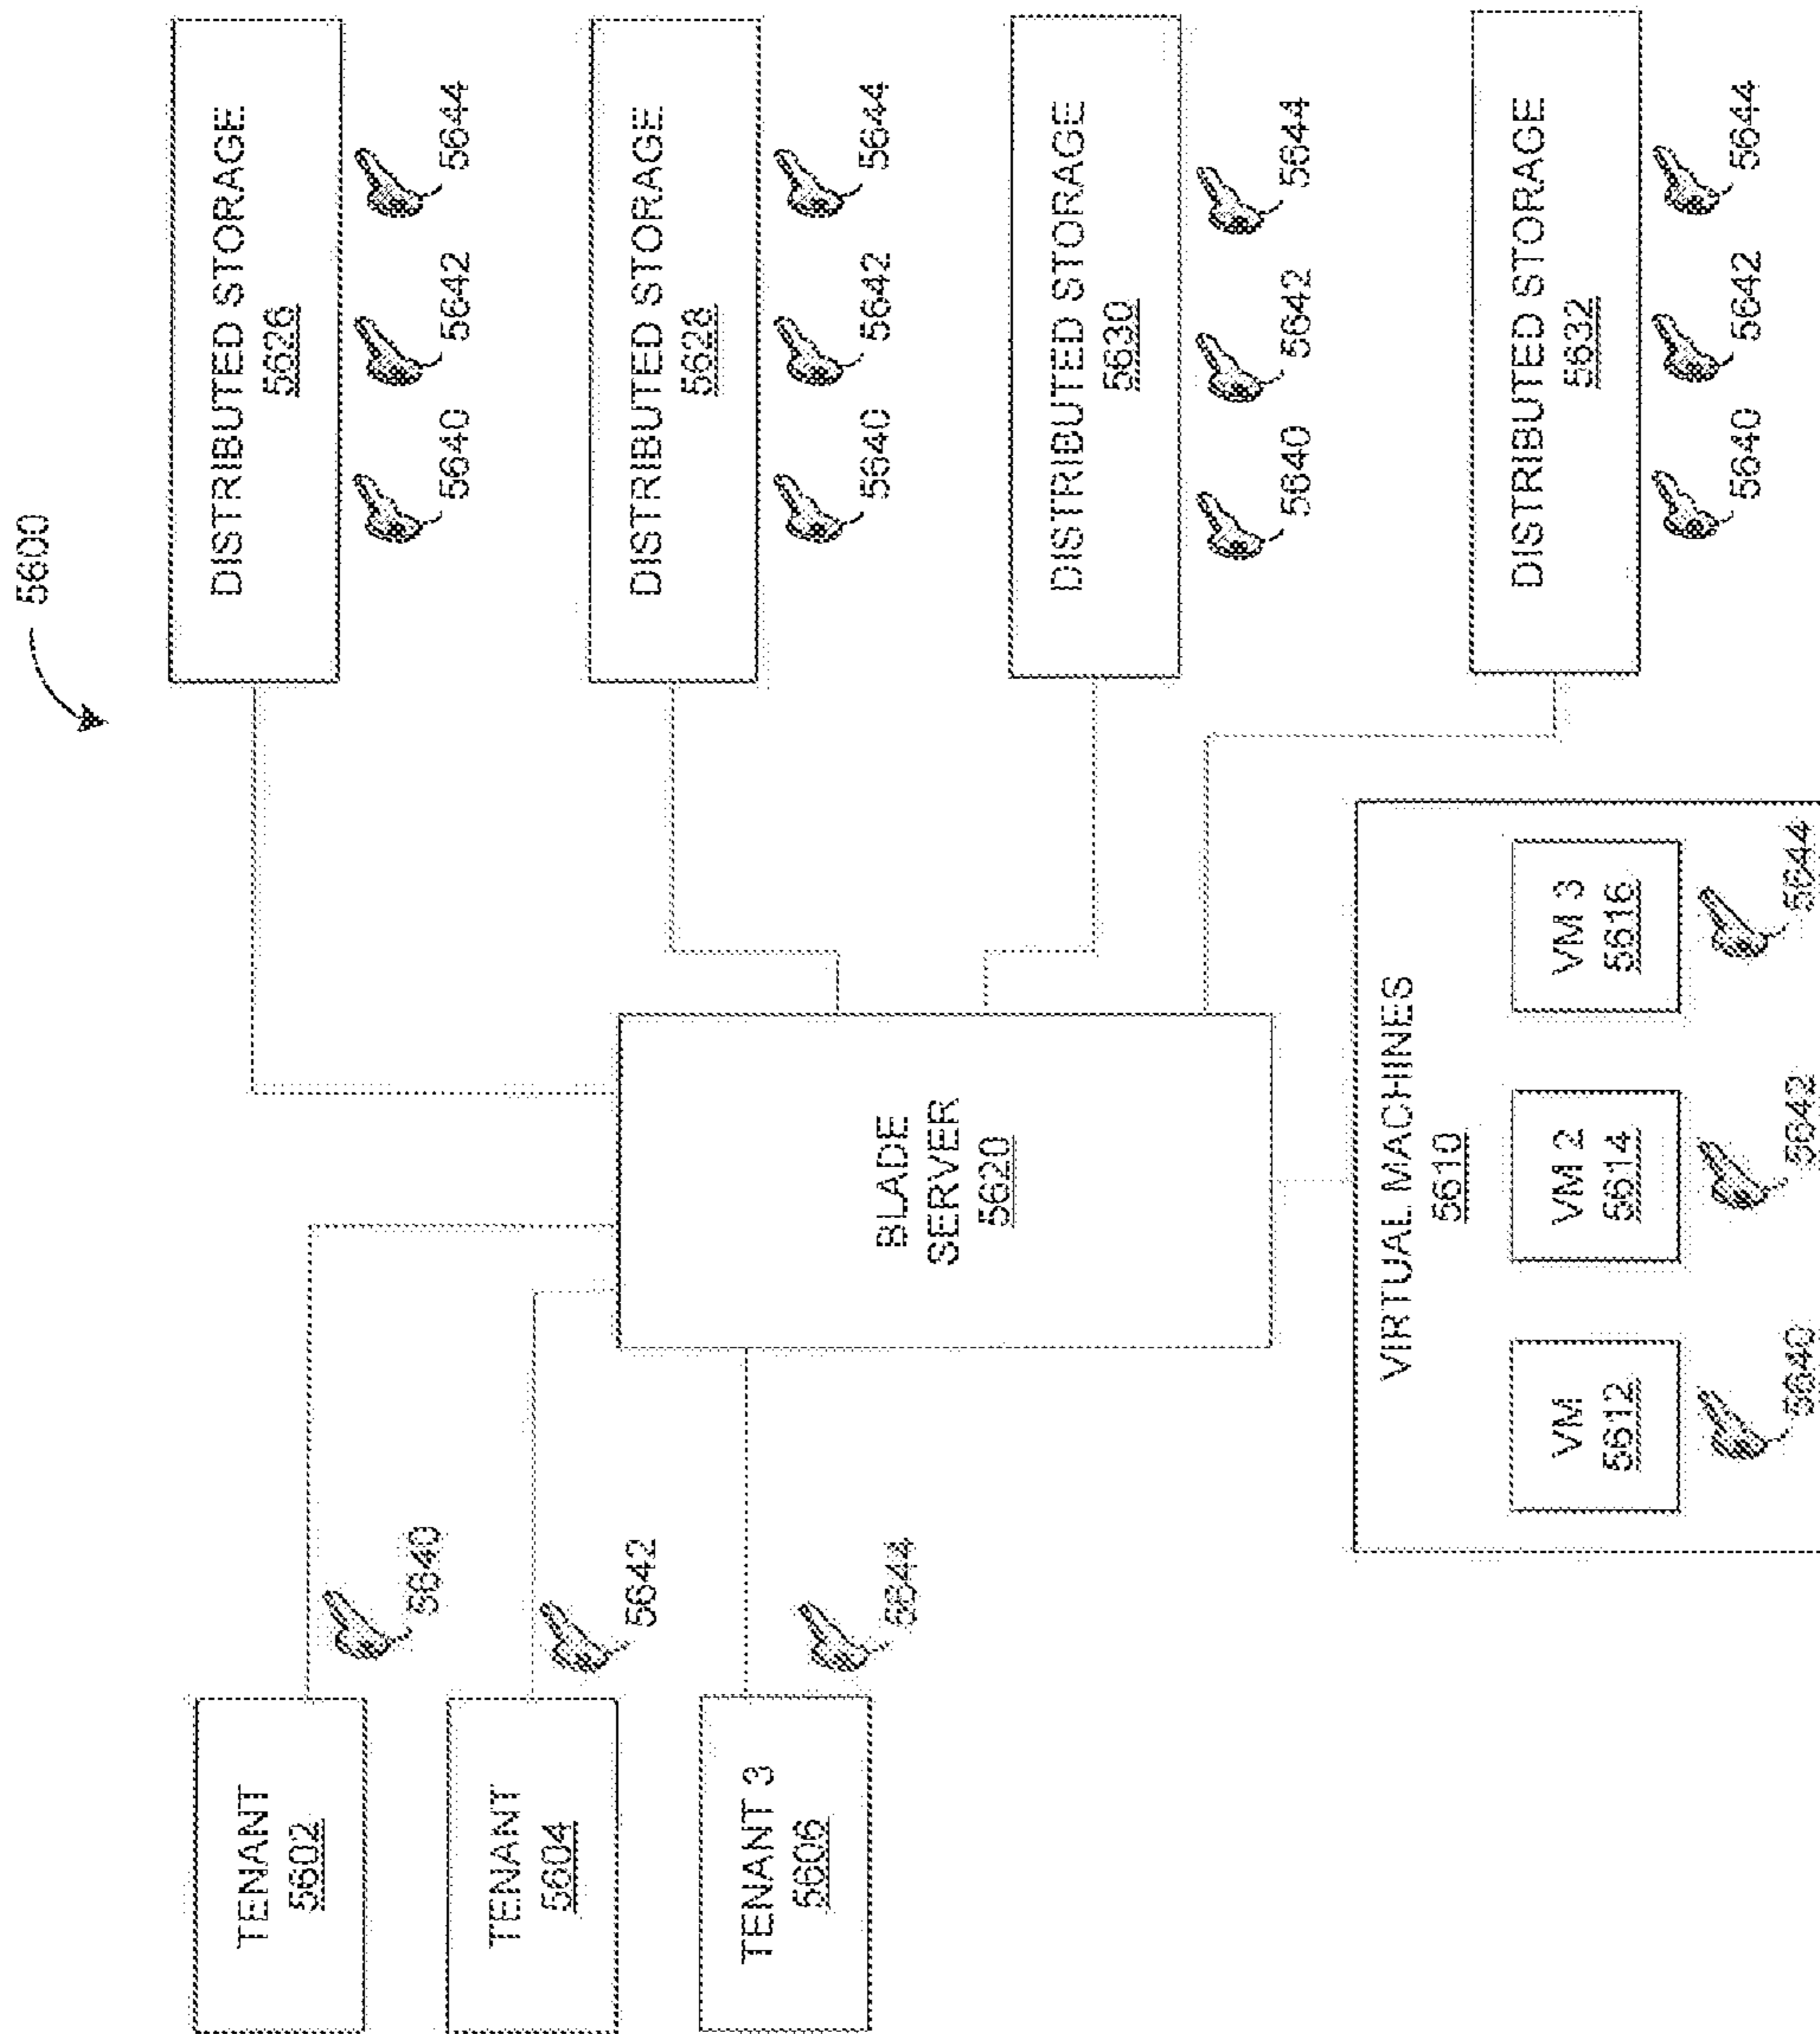 5600
TENANT
5602
5640
TENANT
5604
5642
TENANT 3
5606
5644
BLADE
SERVER
5620
VIRTUAL MACHINES
5610
VM
5612
5640
VM 2
5614
5642
VM 3
5616
5644
DISTRIBUTED STORAGE
5626
5640
5642
5644
DISTRIBUTED STORAGE
5628
5640
5642
5644
DISTRIBUTED STORAGE
5630
5640
5642
5644
DISTRIBUTED STORAGE
5632
5640
5642
5644